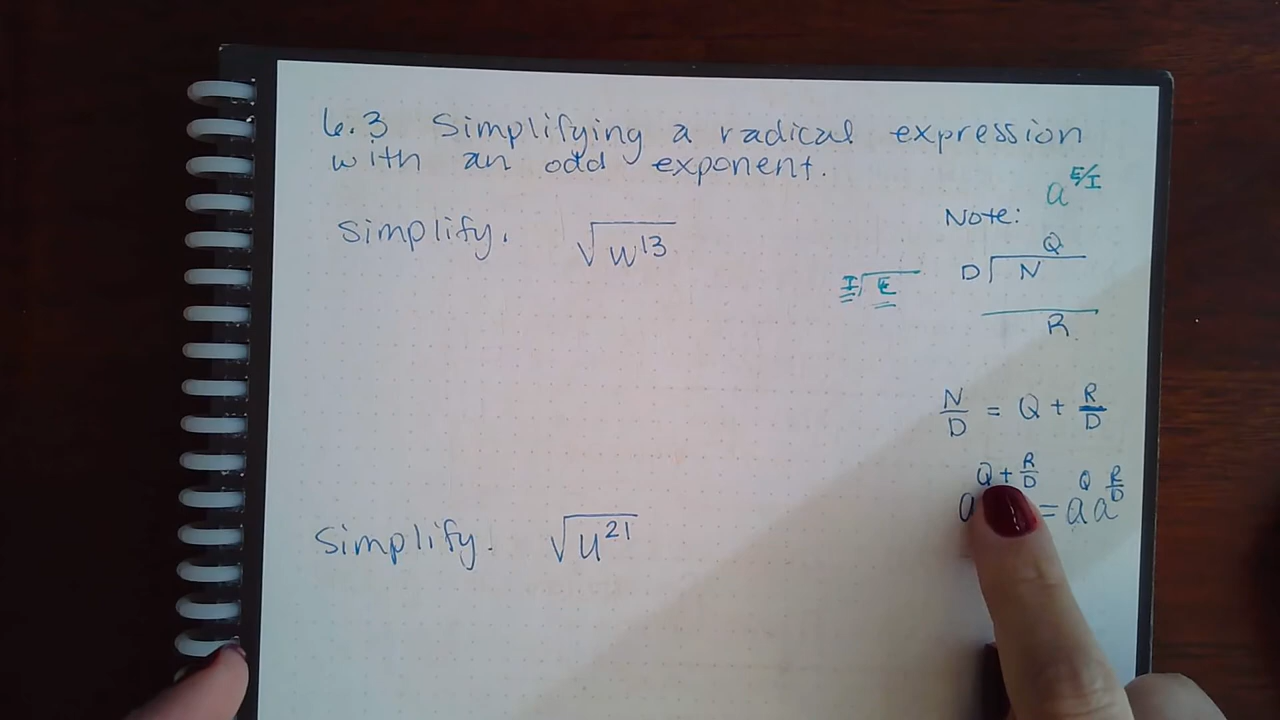 6.3 Simplifying a radical expression
with an odd exponent.
Simplify. √w^13
a^E/I
Note:
Q
D N
I E
R
N/D = Q + R/D
a^Q + R/D = a^Q a^R/D
Simplify. √u^21